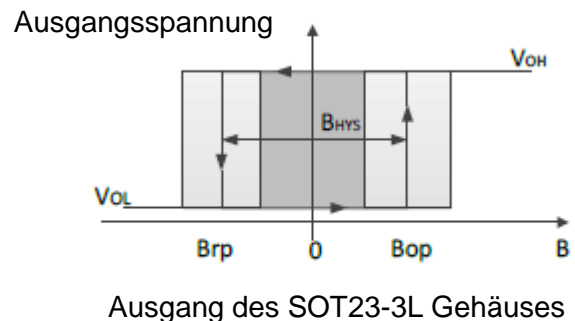 Ausgangsspannung
VOH
BHYS
VOL
Brp 0 Bop B
Ausgang des SOT23-3L Gehäuses